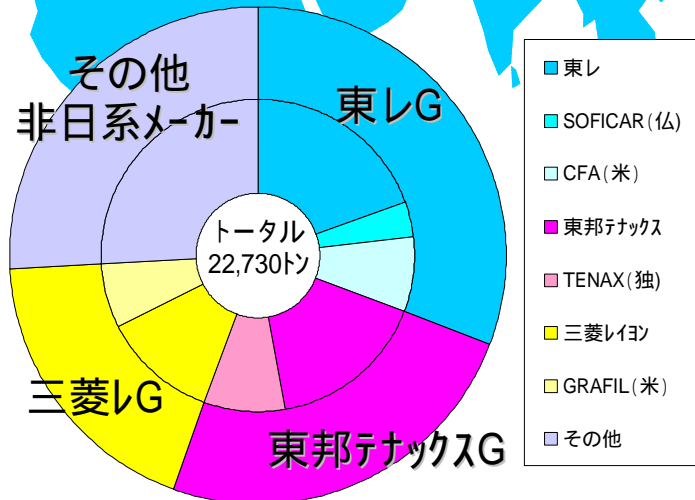 その他
非日系メーカー
東レG
トータル
22,730トン
三菱レG
東邦テナックスG
東レ
SOFICAR(仏)
CFA(米)
東邦テナックス
TENAX(独)
三菱レイヨン
GRAFIL(米)
その他